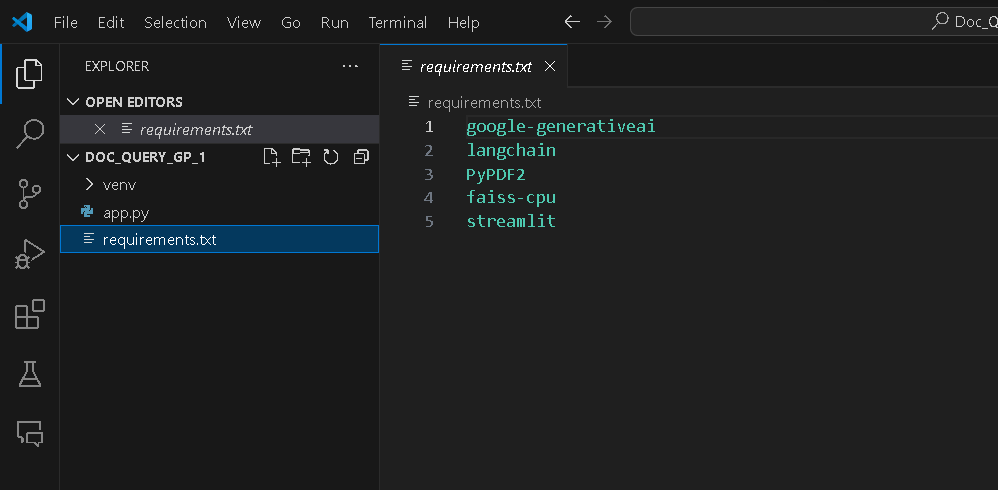 File Edit Selection View Go Run Terminal Help Doc_Q
EXPLORER
OPEN EDITORS
requirements.txt
DOC_QUERY_GP_1
venv
app.py
requirements.txt
requirements.txt
requirements.txt
1 google-generativeai
2 langchain
3 PyPDF2
4 faiss-cpu
5 streamlit